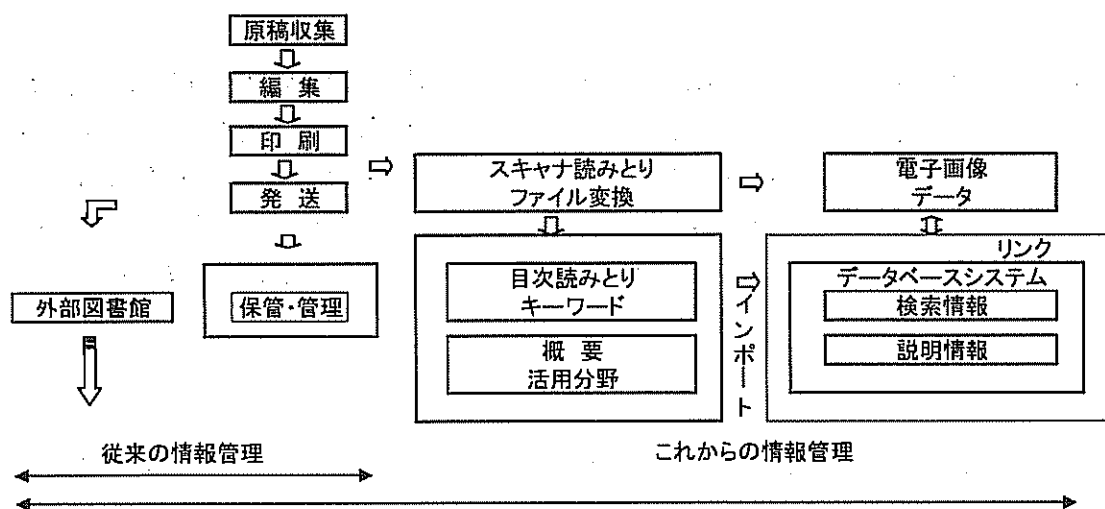 原稿収集
編 集
印 刷
発 送
外部図書館
保管・管理
スキャナ読みとり
ファイル変換
目次読みとり
キーワード
概 要
活用分野
インポート
電子画像
データ
リンク
データベースシステム
検索情報
説明情報
従来の情報管理
これからの情報管理